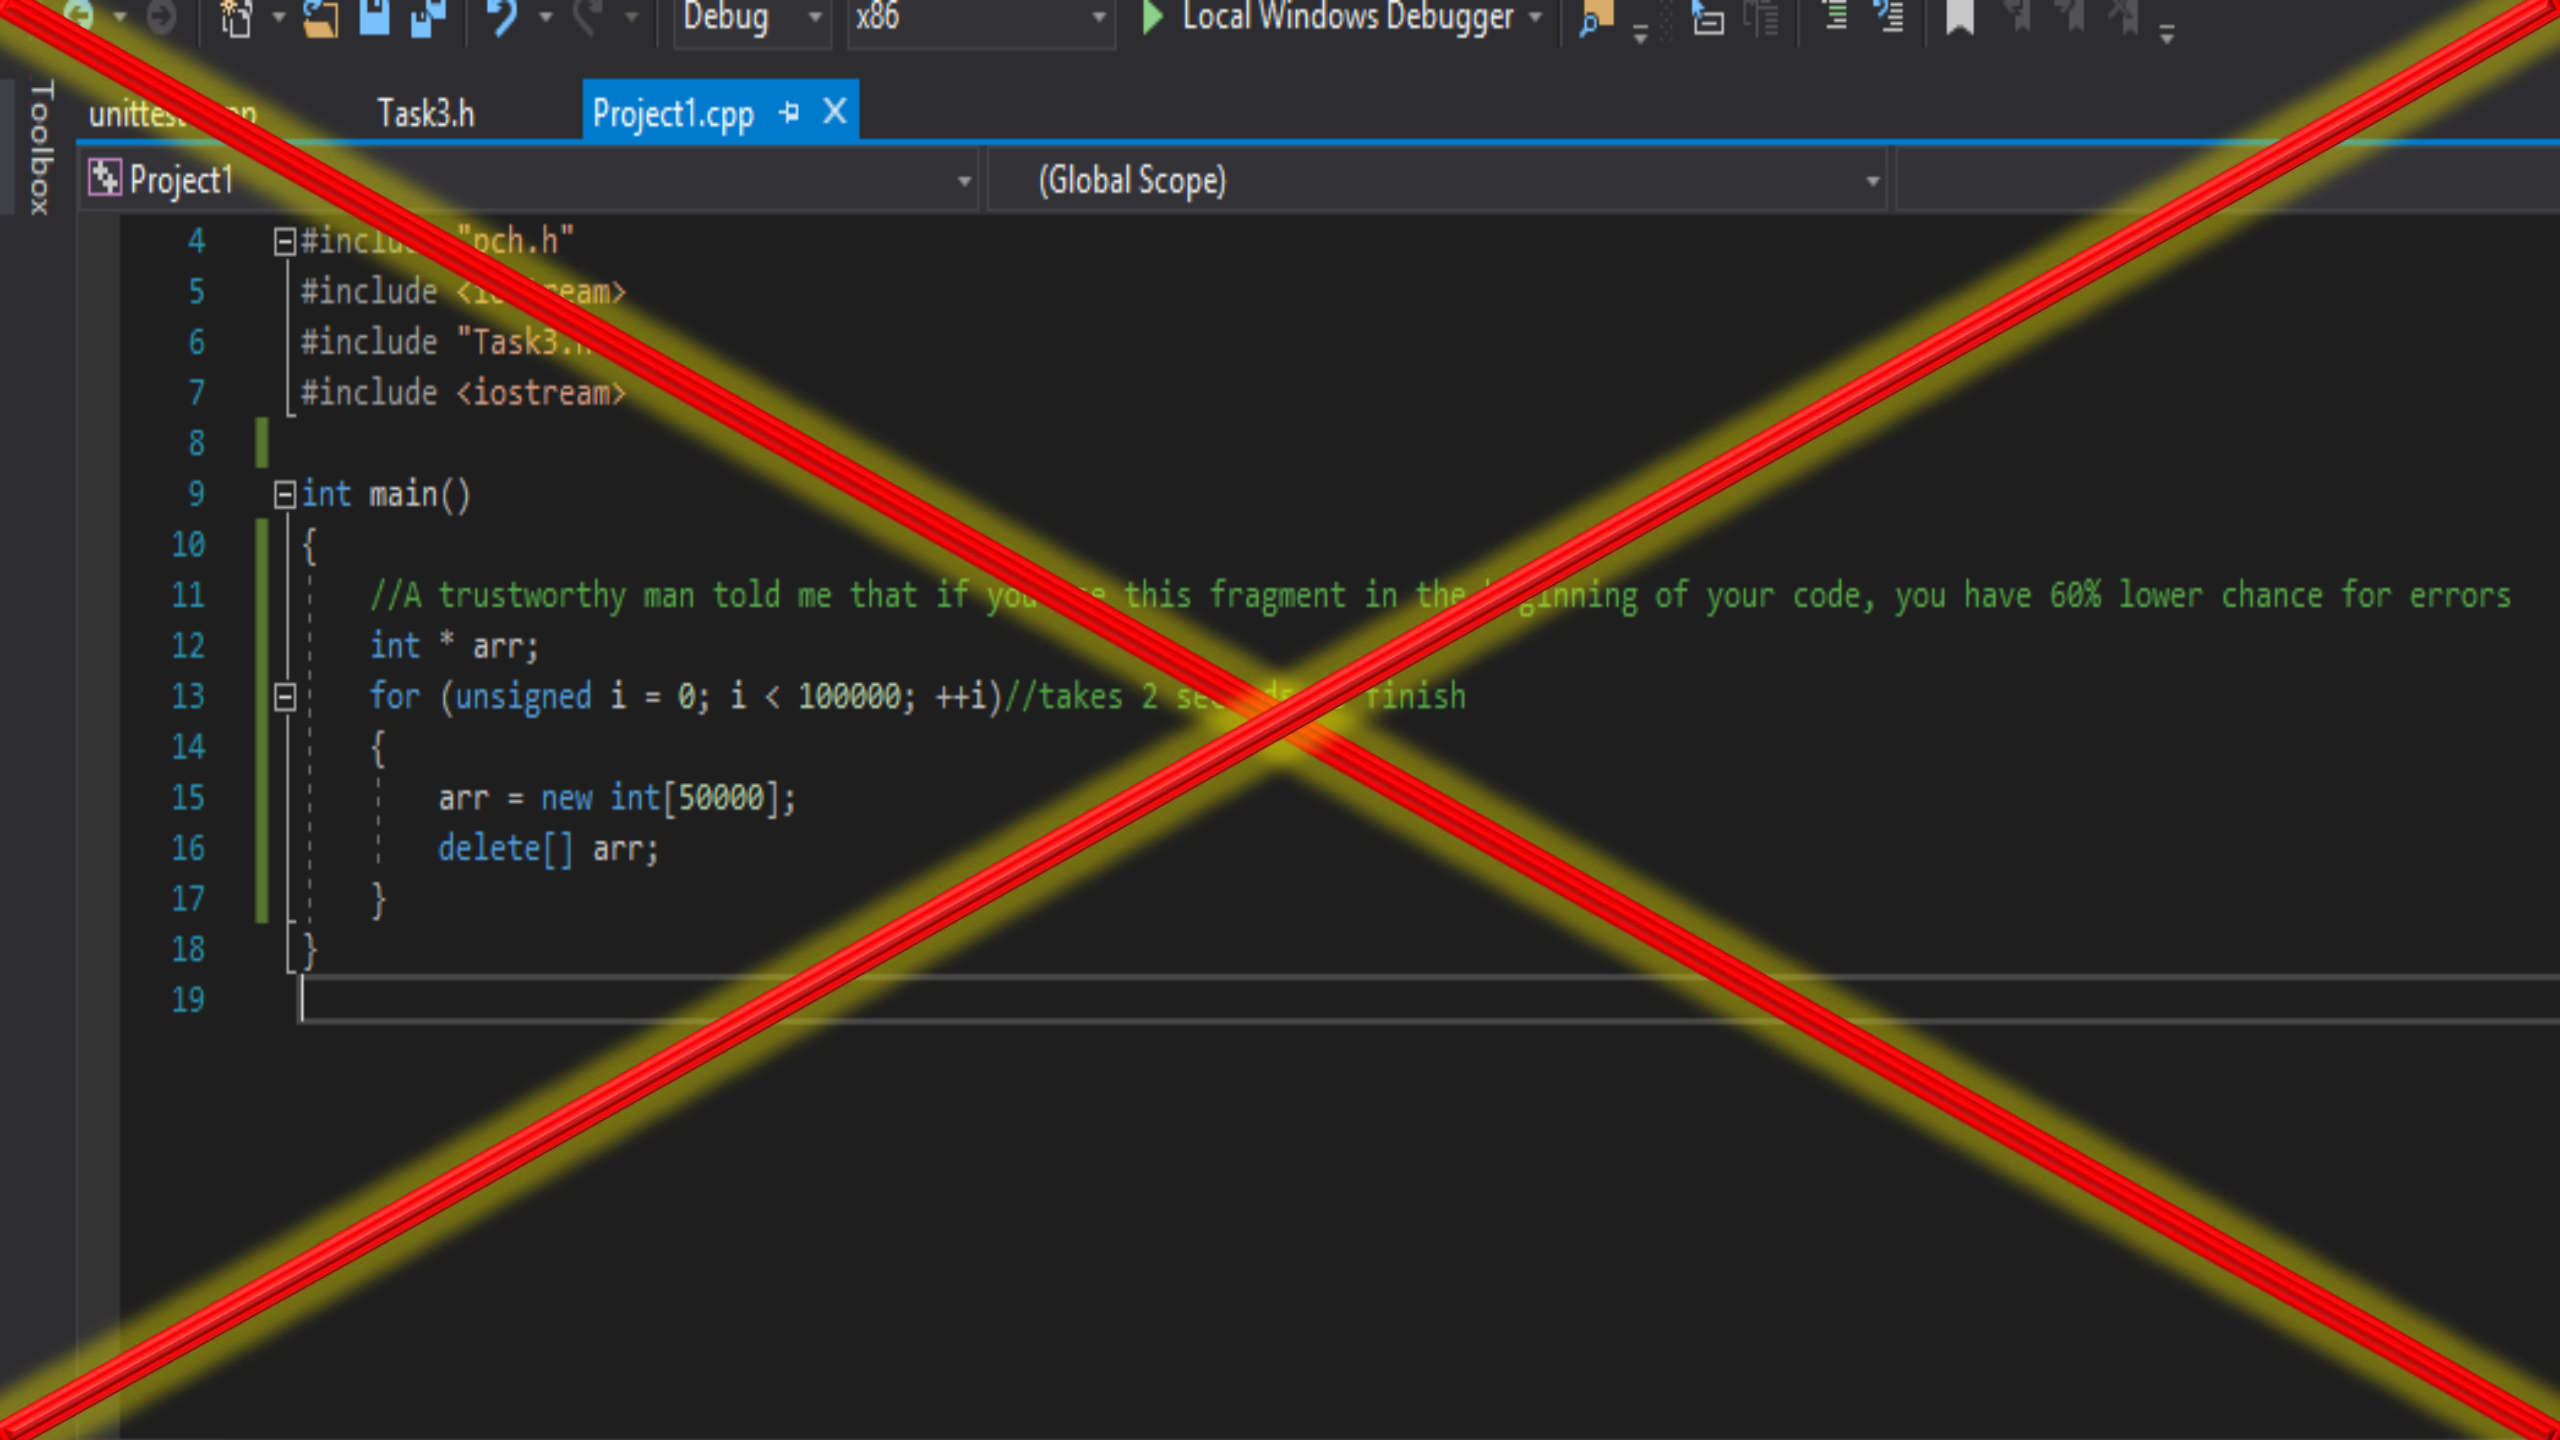 Debug x86 Local Windows Debugger
Toolbox
Task3.h Project1.cpp
Project1 (Global Scope)
4 "pch.h"
5 #include
6 #include
7 #include <iostream>
8
9 int main()
10 {
11 //A trustworthy man told me that if this fragment in the of your code, you have 60% lower chance for errors
12 int * arr;
13 for (unsigned i = 0; i < 100000; ++i)//takes 2 finish
14 {
15 arr = new int[50000];
16 delete[] arr;
17 }
18 }
19